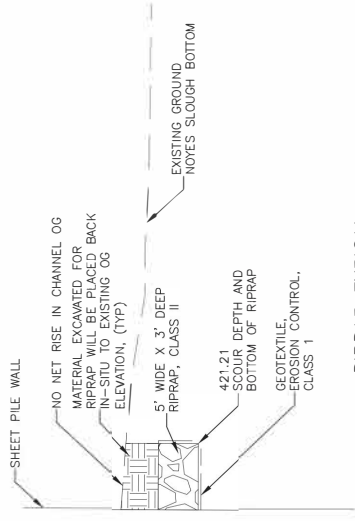 SHEET PILE WALL
NO NET RISE IN CHANNEL OG
MATERIAL EXCAVATED FOR
RIPRAP WILL BE PLACED BACK
IN-SITU TO EXISTING OG
ELEVATION, (TYP)
EXISTING GROUND
NOYES SLOUGH BOTTOM
5' WIDE X 3' DEEP
RIPRAP, CLASS II
421.21
SCOUR DEPTH AND
BOTTOM OF RIPRAP
GEOTEXTILE,
EROSION CONTROL,
CLASS 1